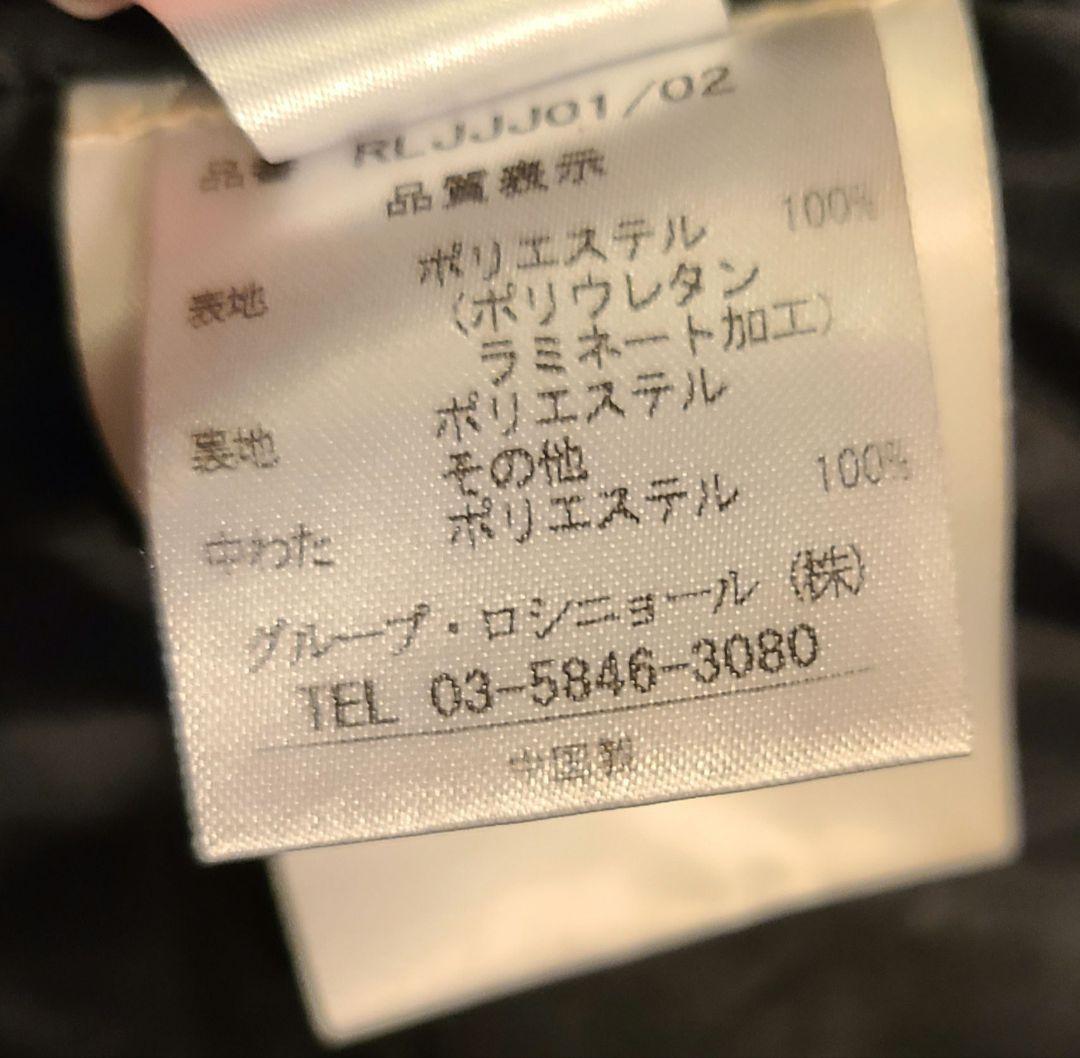 品番 RLJJJ01/02
品質表示
表地 ポリエステル 100%
(ポリウレタン
ラミネート加工)
裏地 ポリエステル
その他
中わた ポリエステル 100%
グループ・ロシニョール (株)
TEL 03-5846-3080
中国製